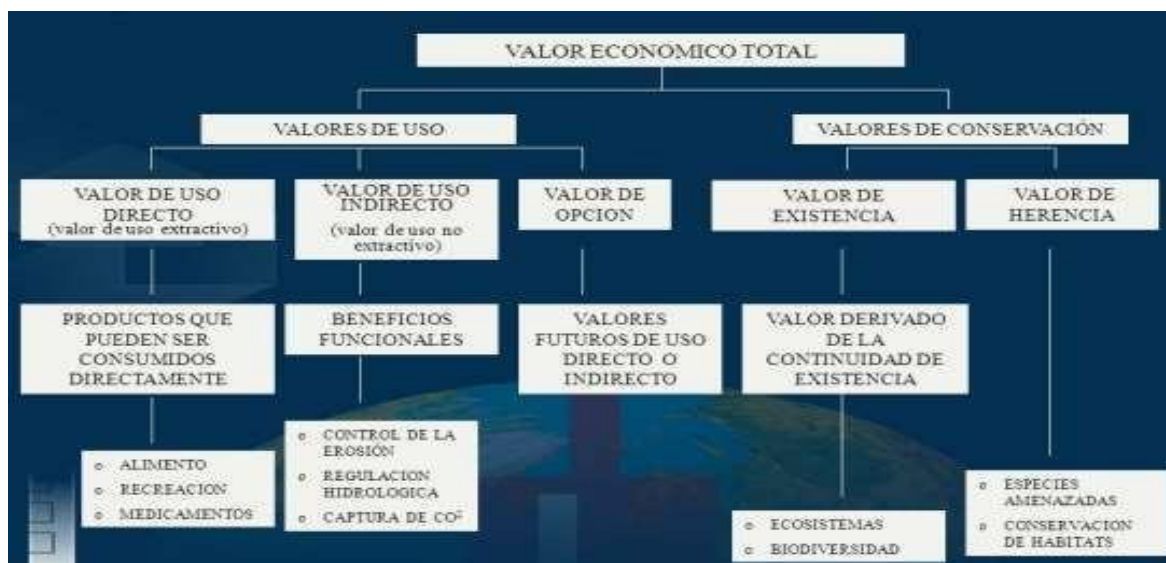 VALOR ECONOMICO TOTAL
VALORES DE USO
VALORES DE CONSERVACIÓN
VALOR DE USO
DIRECTO
(valor de uso extractivo)
VALOR DE USO
INDIRECTO
(valor de uso no
extractivo)
VALOR DE
OPCION
VALOR DE
EXISTENCIA
VALOR DE
HERENCIA
PRODUCTOS QUE
PUEDEN SER
CONSUMIDOS
DIRECTAMENTE
BENEFICIOS
FUNCIONALES
VALORES
FUTUROS DE USO
DIRECTO O
INDIRECTO
VALOR DERIVADO
DE LA
CONTINUIDAD DE
EXISTENCIA
o ALIMENTO
o RECREACION
o MEDICAMENTOS
o CONTROL DE LA
EROSIÓN
o REGULACION
HIDROLOGICA
o CAPTURA DE CO²
o ECOSISTEMAS
o BIODIVERSIDAD
o ESPECIES
AMENAZADAS
o CONSERVACION
DE HABITATS